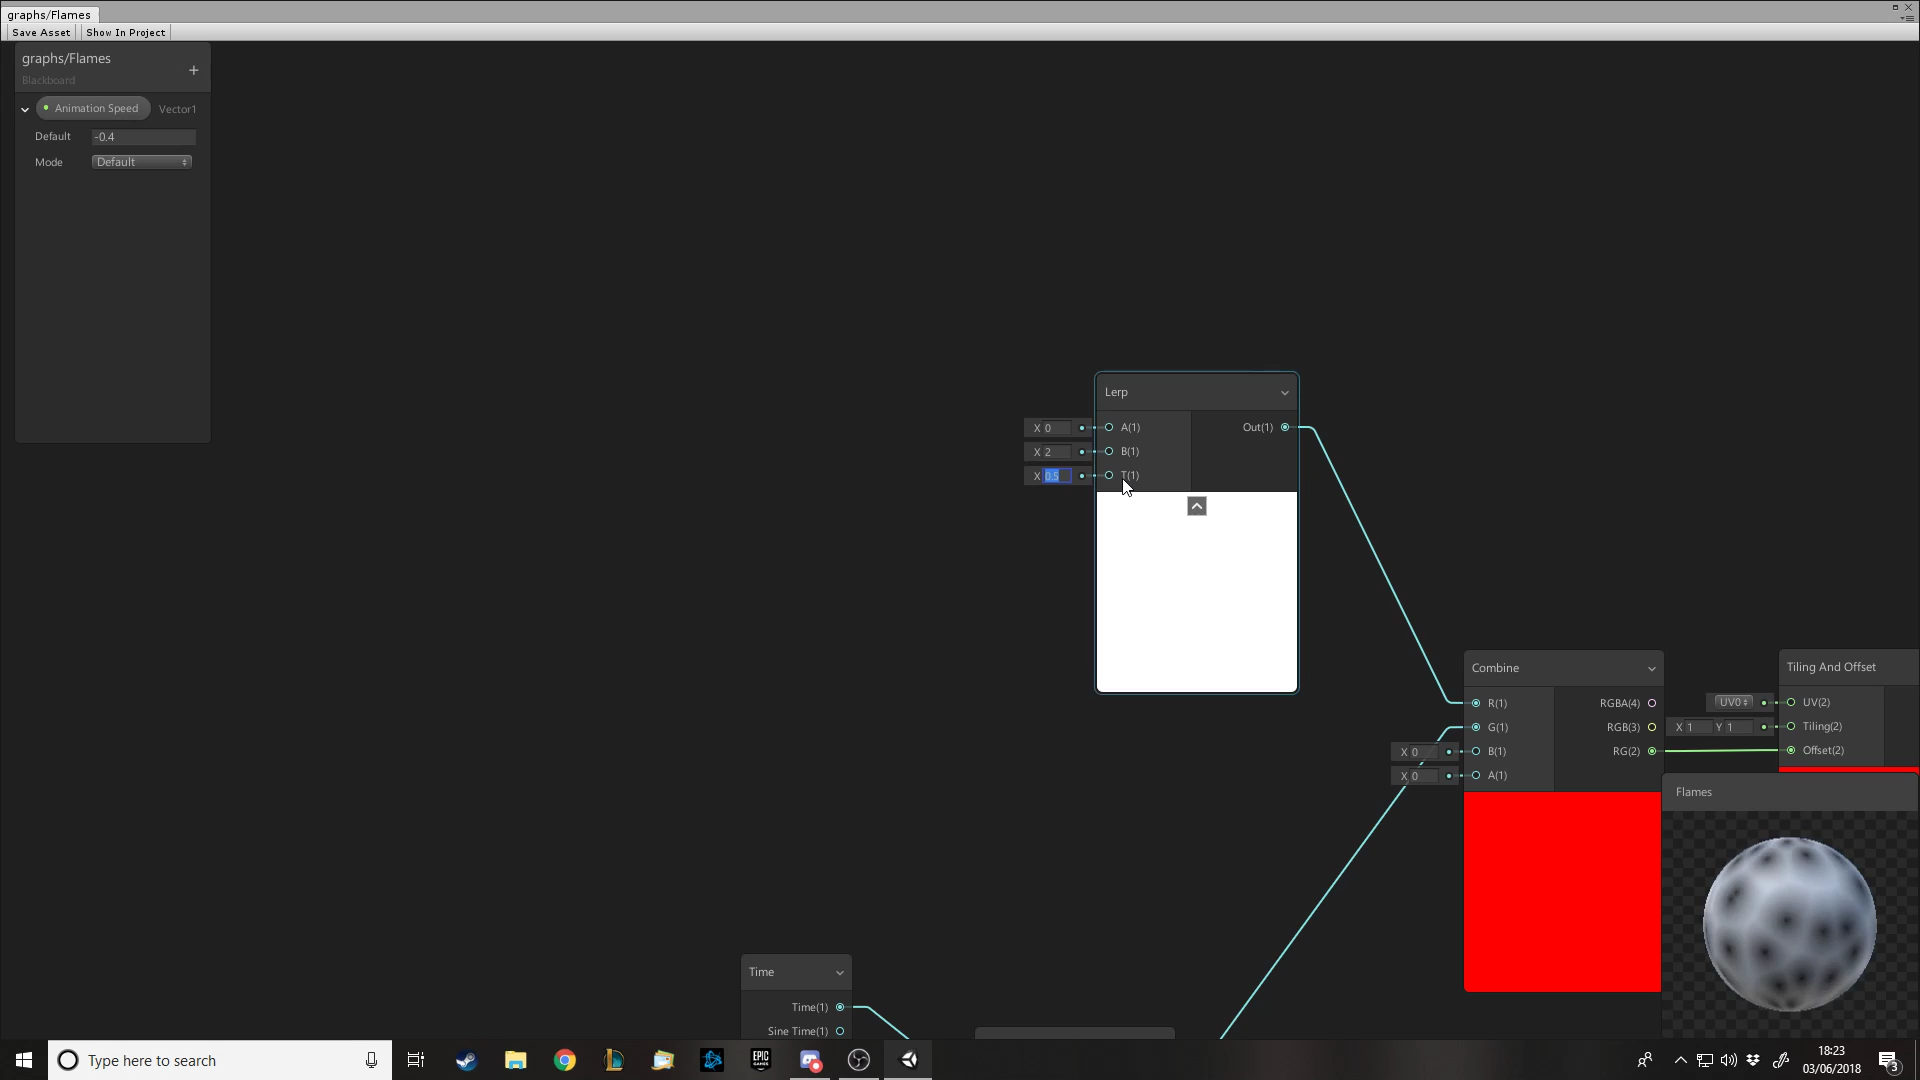 graphs/Flames
Save Asset Show In Project
graphs/Flames
Blackboard
Animation Speed Vector1
Default -0.4
Mode Default
Lerp
X 0 A(1) Out(1)
X 2 B(1)
X 0.5 T(1)
Combine
R(1) RGBA(4)
G(1) RGB(3)
X 0 B(1) RG(2)
X 0 A(1)
Tiling And Offset
UV0 UV(2)
X 1 Y 1 Tiling(2)
Offset(2)
Flames
Time
Time(1)
Sine Time(1)
Type here to search
EPIC GAMES
18:23
03/06/2018
3